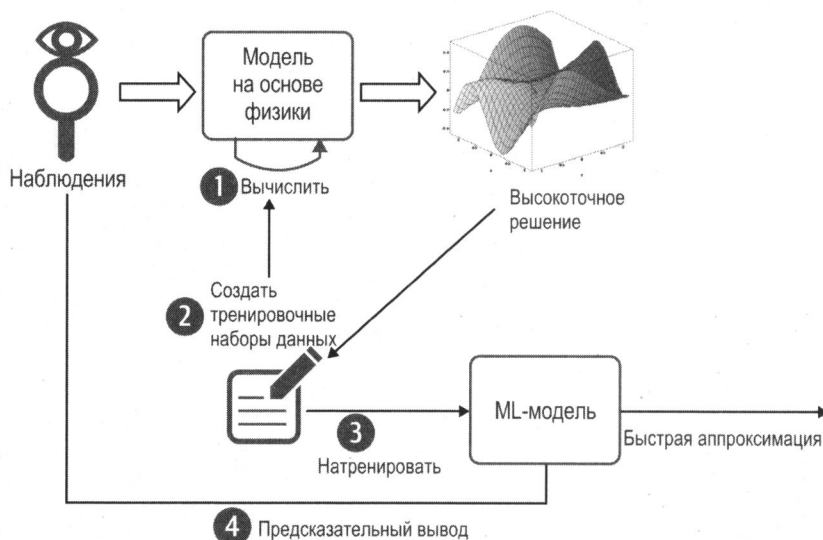 Модель
на основе
физики
Наблюдения
1 Вычислить
Высокоточное
решение
2 Создать
тренировочные
наборы данных
ML-модель
3
Натренировать
Быстрая аппроксимация
4 Предсказательный вывод